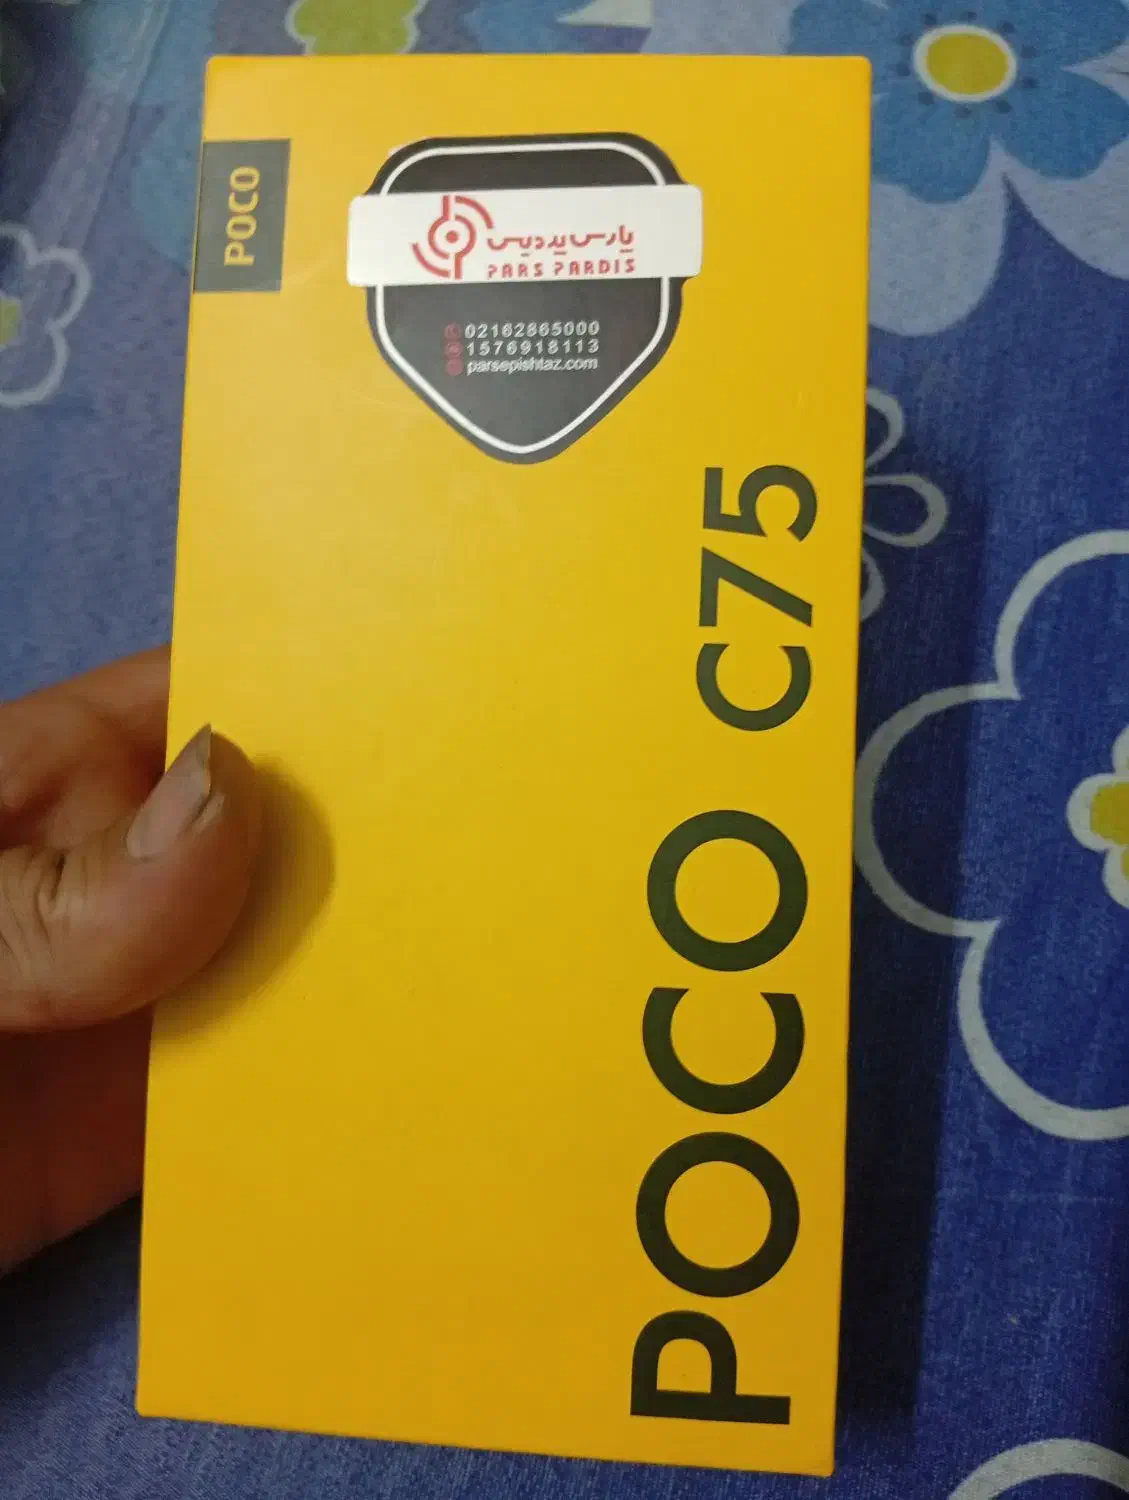 POCO
پارس پردیس
PARS PARDIS
02162865000
1576918113
parsepishtaz.com
POCO C75